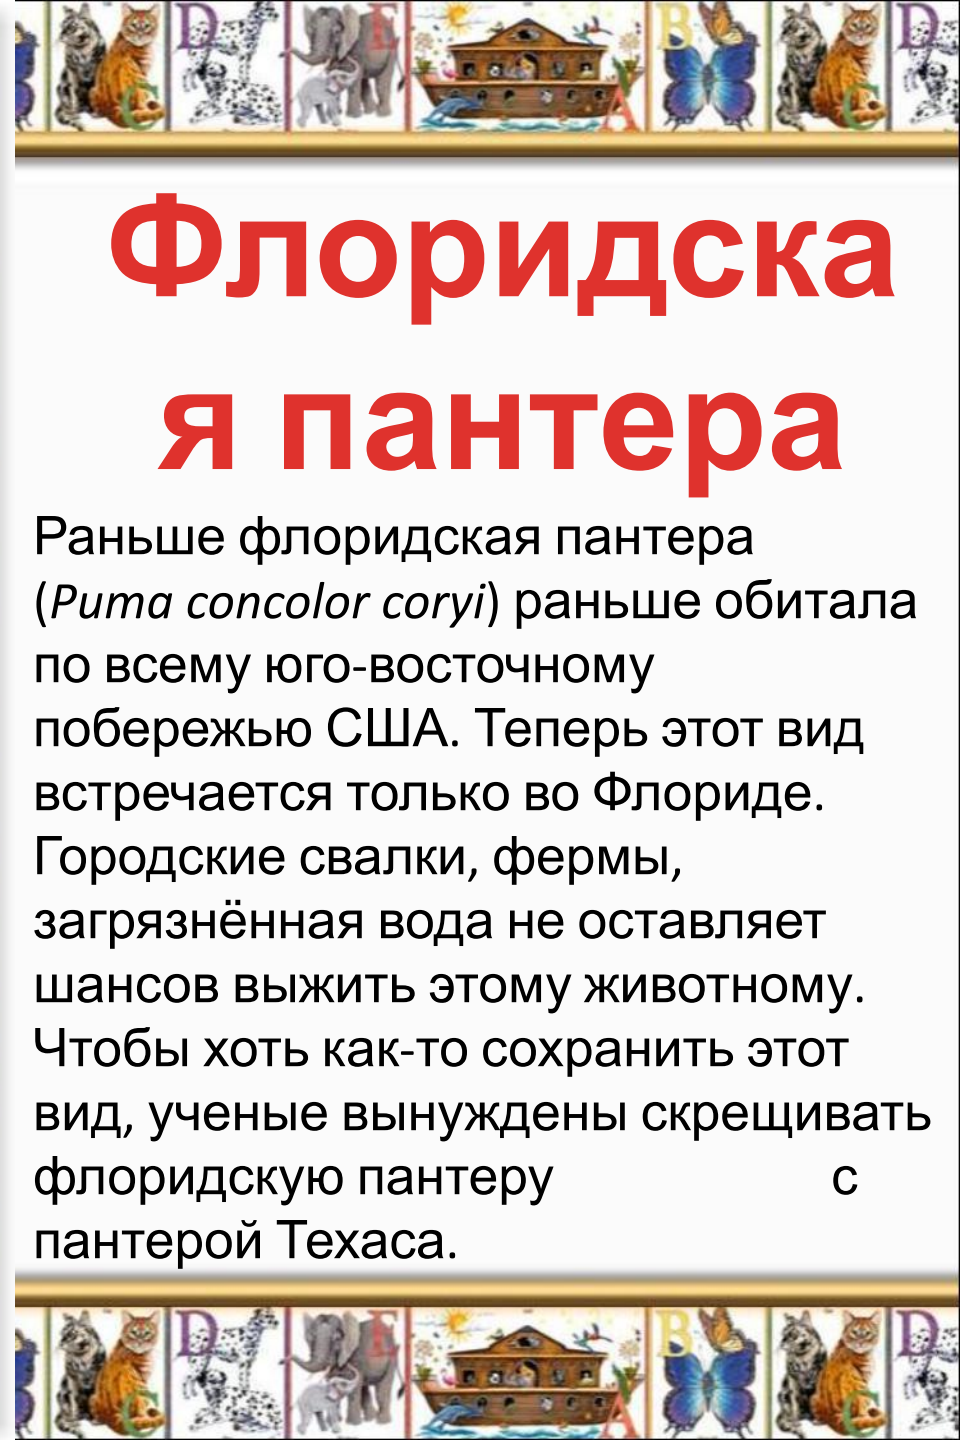 D
E
B
D
C
A
C
Флоридска
я пантера
Раньше флоридская пантера
(Puma concolor coryi) раньше обитала
по всему юго-восточному
побережью США. Теперь этот вид
встречается только во Флориде.
Городские свалки, фермы,
загрязнённая вода не оставляет
шансов выжить этому животному.
Чтобы хоть как-то сохранить этот
вид, ученые вынуждены скрещивать
флоридскую пантеру с
пантерой Техаса.
D
E
B
D
C
A
C